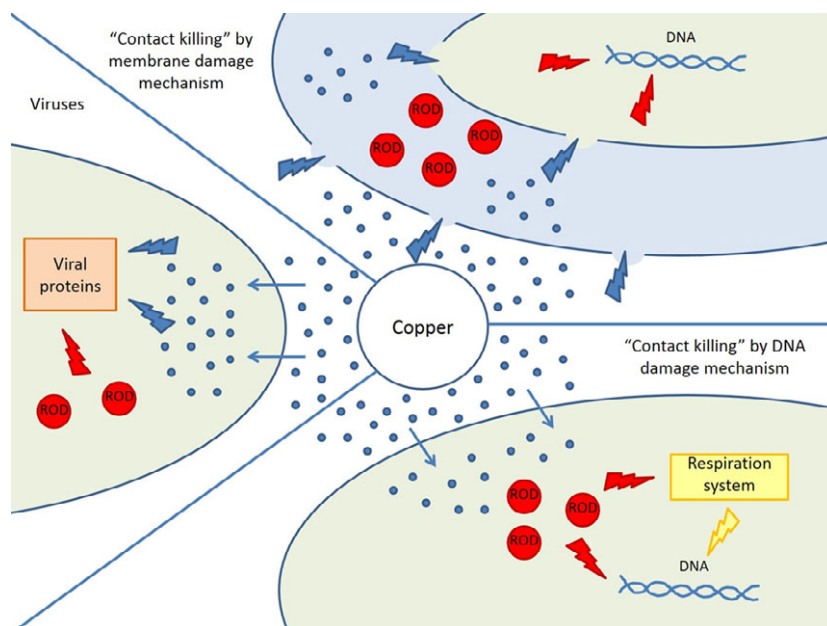 "Contact killing" by
membrane damage
mechanism
Viruses
DNA
ROD
ROD
ROD
ROD
Viral
proteins
Copper
"Contact killing" by DNA
damage mechanism
ROD
ROD
Respiration
system
ROD
ROD
ROD
DNA